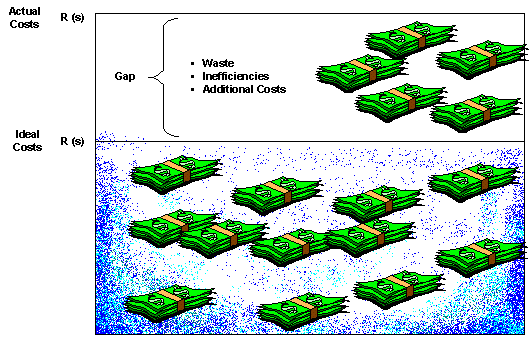 Actual
Costs
R (s)
Gap
▪ Waste
▪ Inefficiencies
▪ Additional Costs
Ideal
Costs
R (s)